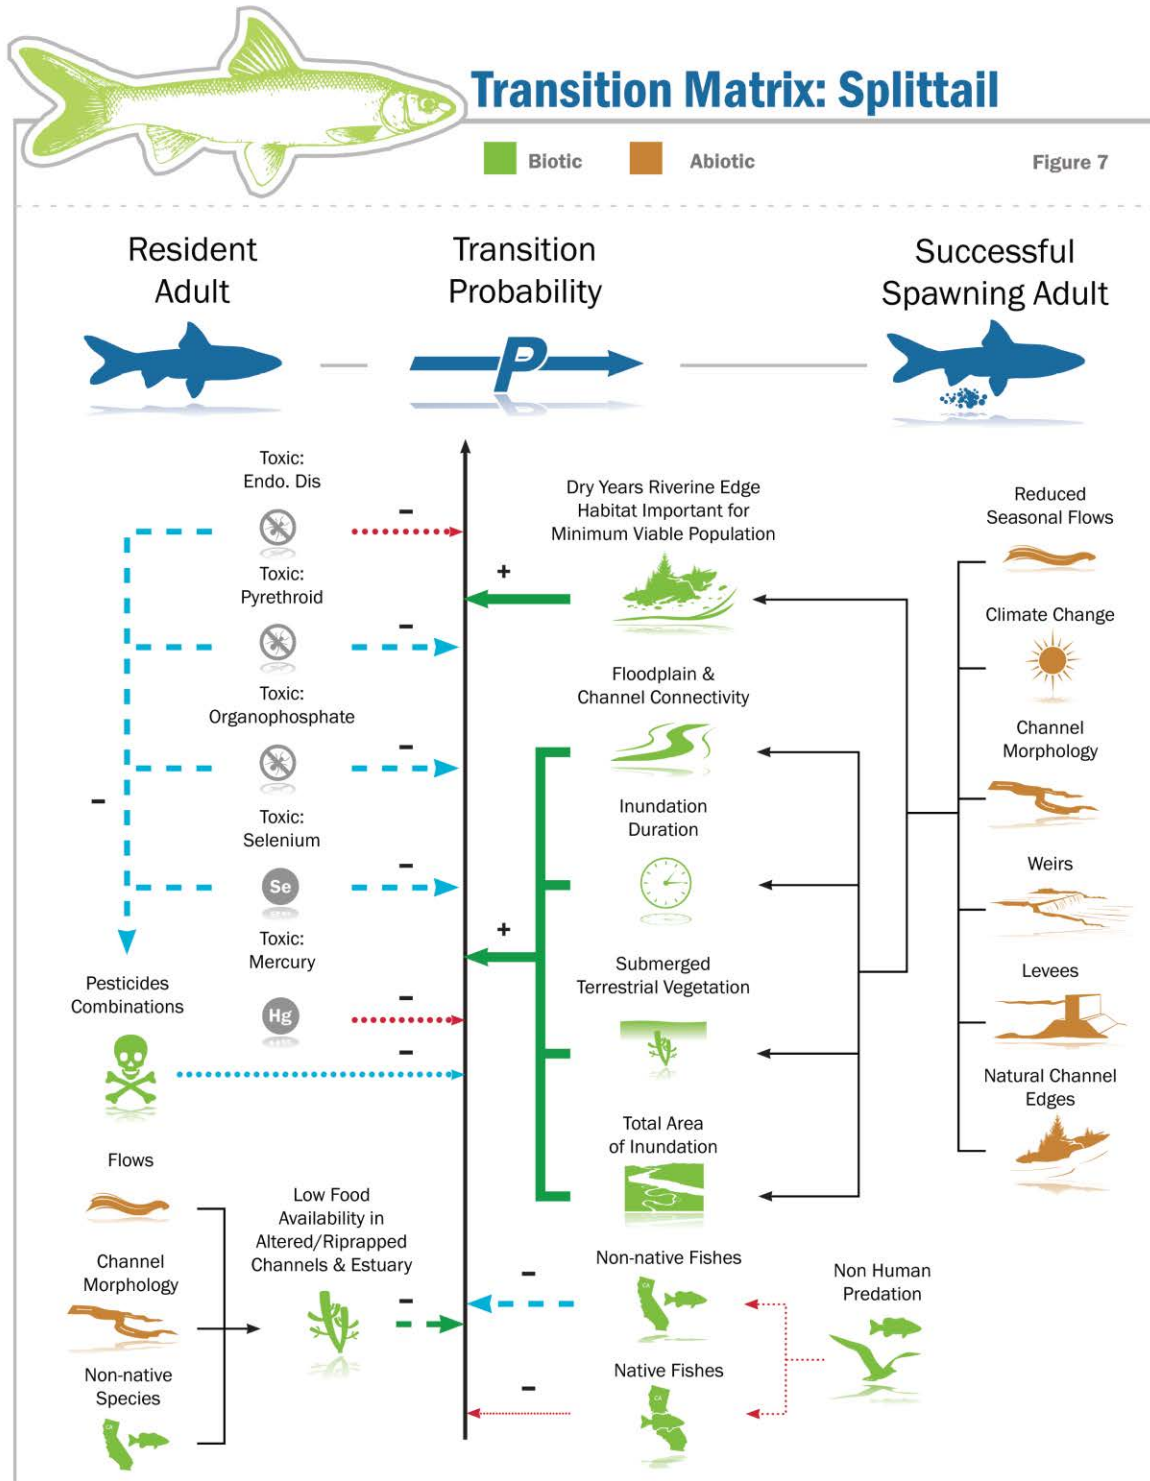 Transition Matrix: Splittail
Biotic
Abiotic
Figure 7
Resident
Adult
Transition
Probability
Successful
Spawning Adult
P
Toxic:
Endo. Dis
-
Toxic:
Pyrethroid
-
Toxic:
Organophosphate
-
-
Toxic:
Selenium
Se
-
Toxic:
Mercury
Hg
-
Pesticides
Combinations
-
Flows
Channel
Morphology
Non-native
Species
CA
Low Food
Availability in
Altered/Riprapped
Channels & Estuary
-
Dry Years Riverine Edge
Habitat Important for
Minimum Viable Population
+
Floodplain &
Channel Connectivity
Inundation
Duration
+
Submerged
Terrestrial Vegetation
Total Area
of Inundation
Non-native Fishes
CA
-
Native Fishes
CA
-
Non Human
Predation
Reduced
Seasonal Flows
Climate Change
Channel
Morphology
Weirs
Levees
Natural Channel
Edges